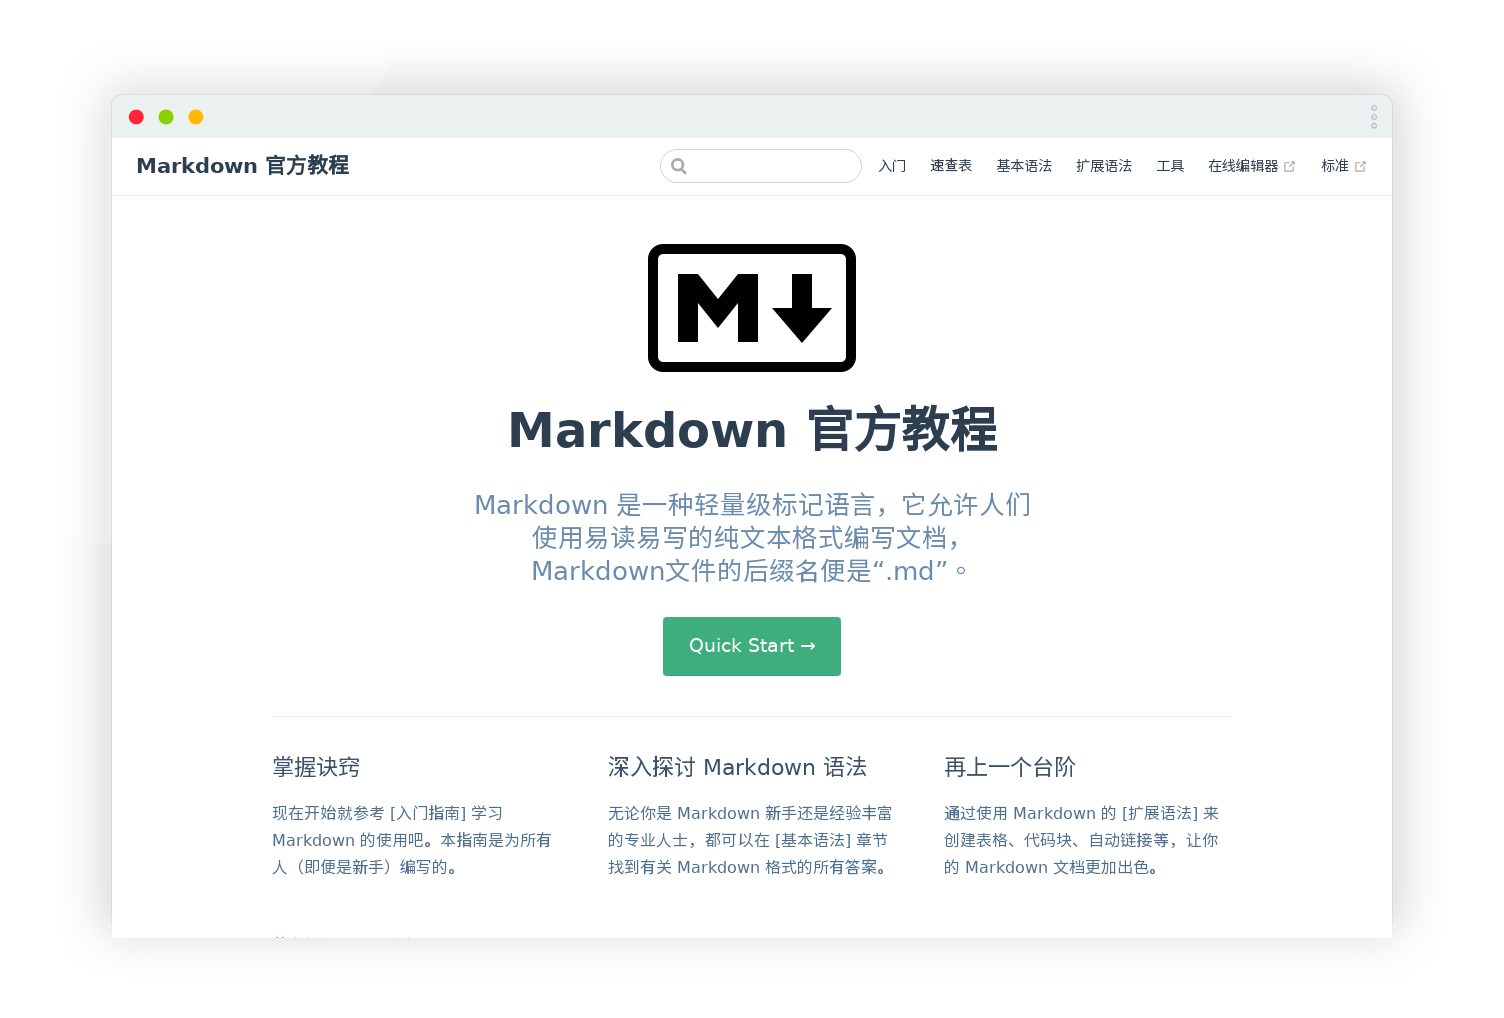 Markdown 官方教程
入门 速查表 基本语法 扩展语法 工具 在线编辑器 标准
M
Markdown 官方教程
Markdown 是一种轻量级标记语言，它允许人们
使用易读易写的纯文本格式编写文档，
Markdown文件的后缀名便是“.md”。
Quick Start →
掌握诀窍
现在开始就参考 [入门指南] 学习
Markdown 的使用吧。本指南是为所有
人（即便是新手）编写的。
深入探讨 Markdown 语法
无论你是 Markdown 新手还是经验丰富
的专业人士，都可以在 [基本语法] 章节
找到有关 Markdown 格式的所有答案。
再上一个台阶
通过使用 Markdown 的 [扩展语法] 来
创建表格、代码块、自动链接等，让你
的 Markdown 文档更加出色。